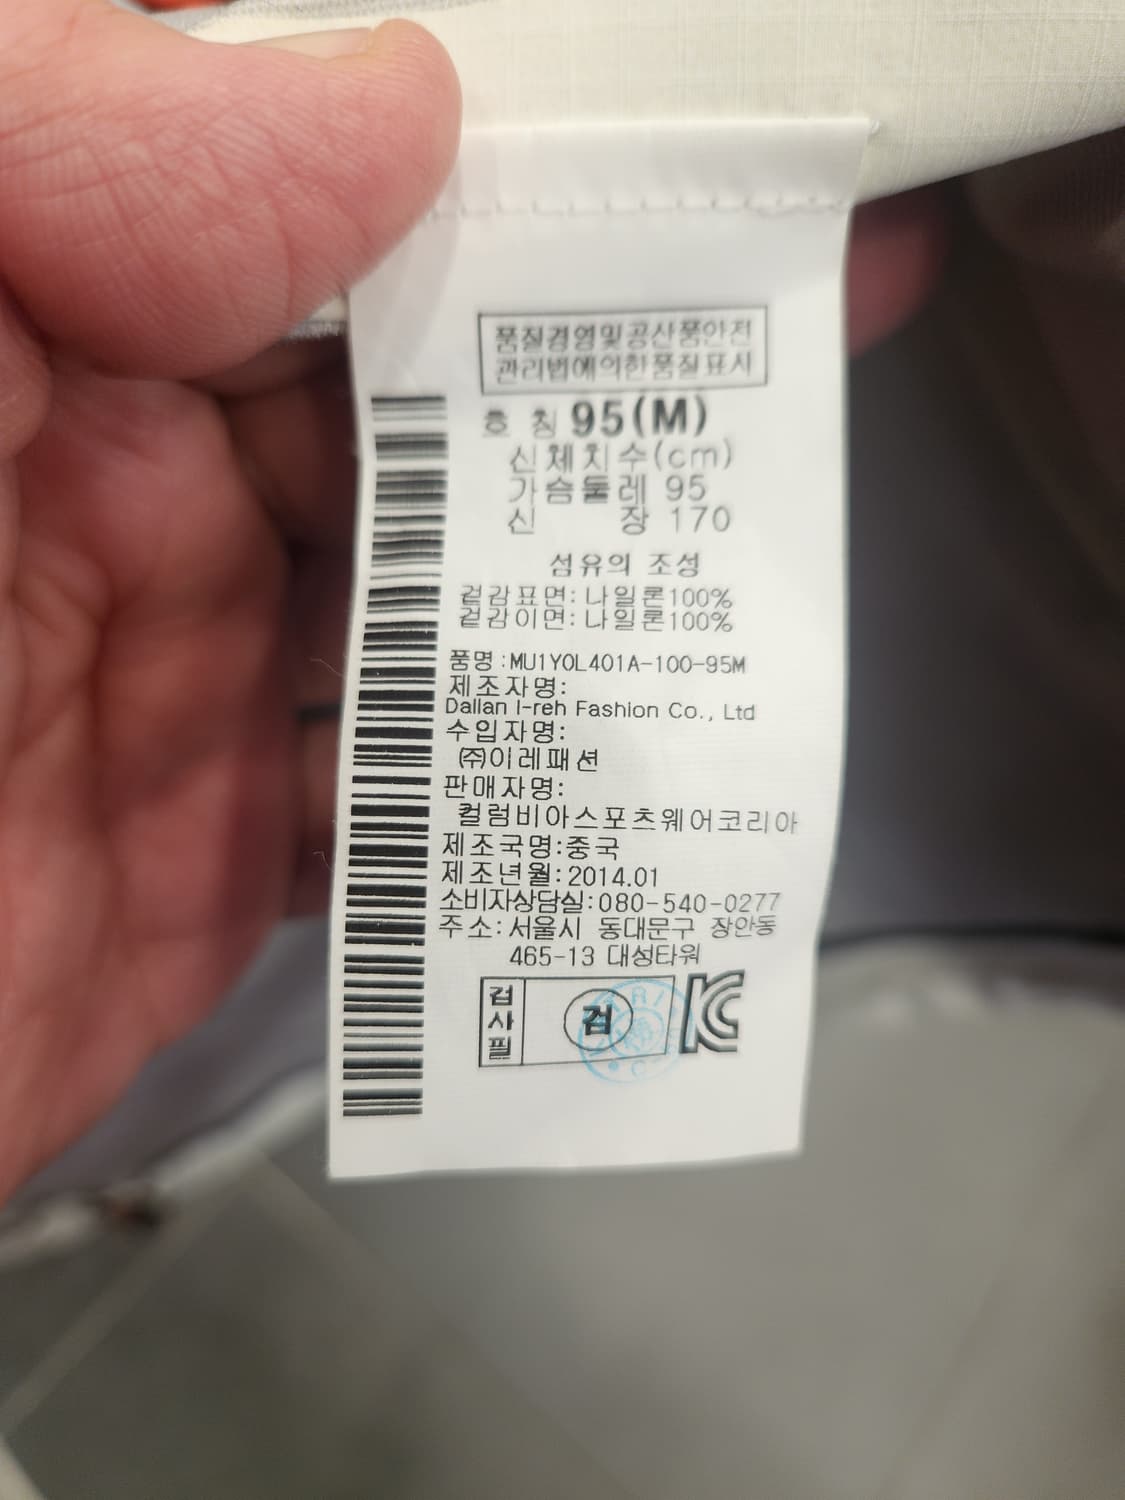 품질경영및공산품안전
관리법에의한품질표시
호 칭 95(M)
신체치수(cm)
가슴둘레 95
신 장 170
섬유의 조성
겉감표면:나일론100%
겉감이면:나일론100%
품명:MU1YOL401A-100-95M
제조자명:
Dalian I-reh Fashion Co., Ltd
수입자명:
㈜이레패션
판매자명:
컬럼비아스포츠웨어코리아
제조국명:중국
제조년월:2014.01
소비자상담실:080-540-0277
주소:서울시 동대문구 장안동
465-13 대성타워
검사필
검
KC